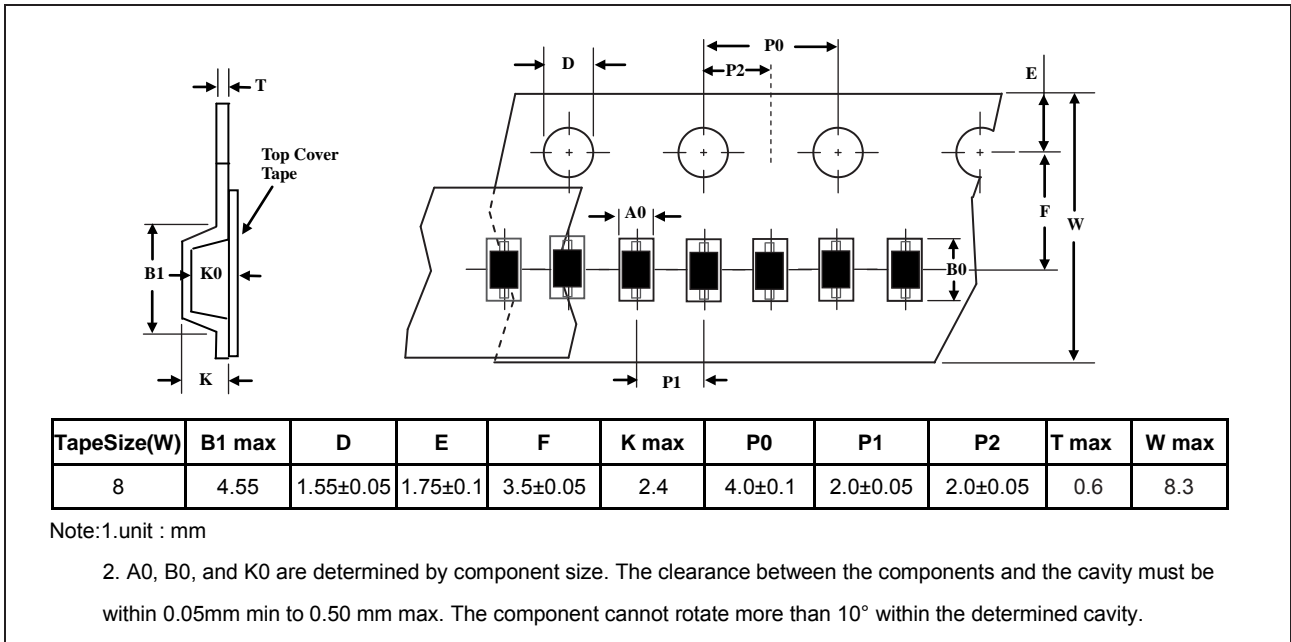 P0
D
P2
E
T
Top Cover
Tape
A0
F
W
B1
K0
B0
K
P1
TapeSize(W) B1 max D E F K max P0 P1 P2 T max W max
8 4.55 1.55±0.05 1.75±0.1 3.5±0.05 2.4 4.0±0.1 2.0±0.05 2.0±0.05 0.6 8.3
Note:1.unit : mm
2. A0, B0, and K0 are determined by component size. The clearance between the components and the cavity must be
within 0.05mm min to 0.50 mm max. The component cannot rotate more than 10° within the determined cavity.